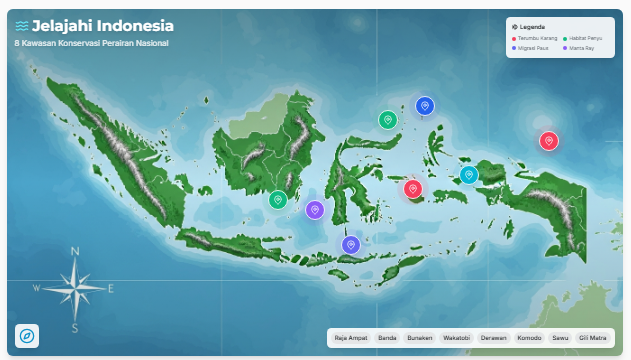 Jelajahi Indonesia
8 Kawasan Konservasi Perairan Nasional
Legenda
Terumbu Karang
Habitat Penyu
Migrasi Paus
Manta Ray
N
W
E
S
Raja Ampat
Banda
Bunaken
Wakatobi
Derawan
Komodo
Sawu
Gili Matra